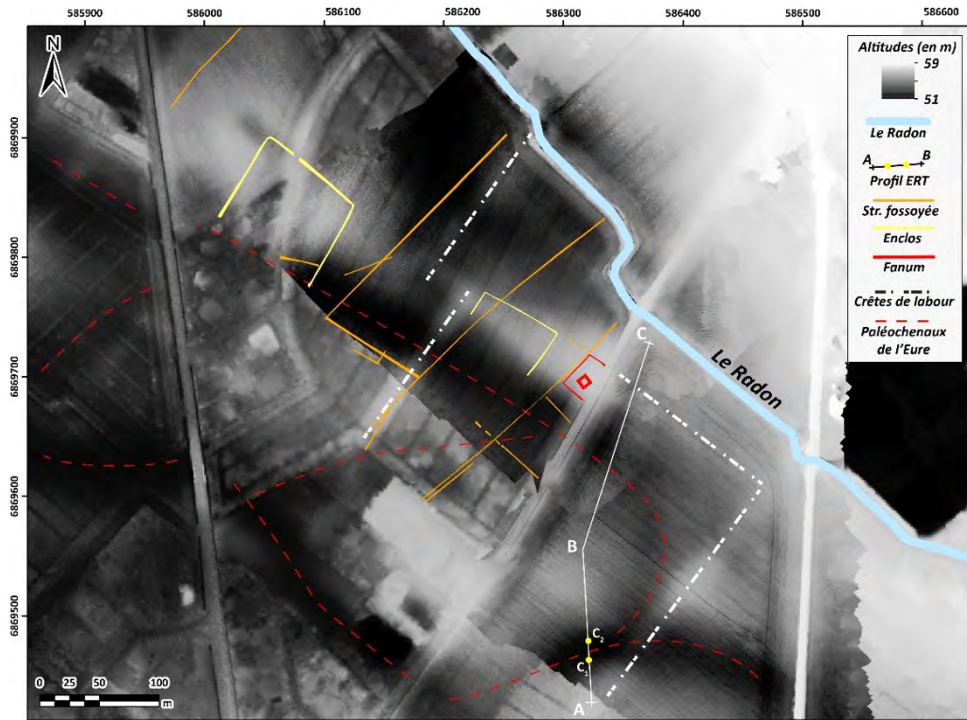 585900 586000 586100 586200 586300 586400 586500 586600
N
6869900
6869800
6869700
6869600
6869500
Altitudes (en m)
59
51
Le Radon
A B
Profil ERT
Str. fossoyée
Enclos
Fanum
Crêtes de labour
Paléochenaux
de l'Eure
C
Le Radon
B
C2
C1
A
0 25 50 100
m